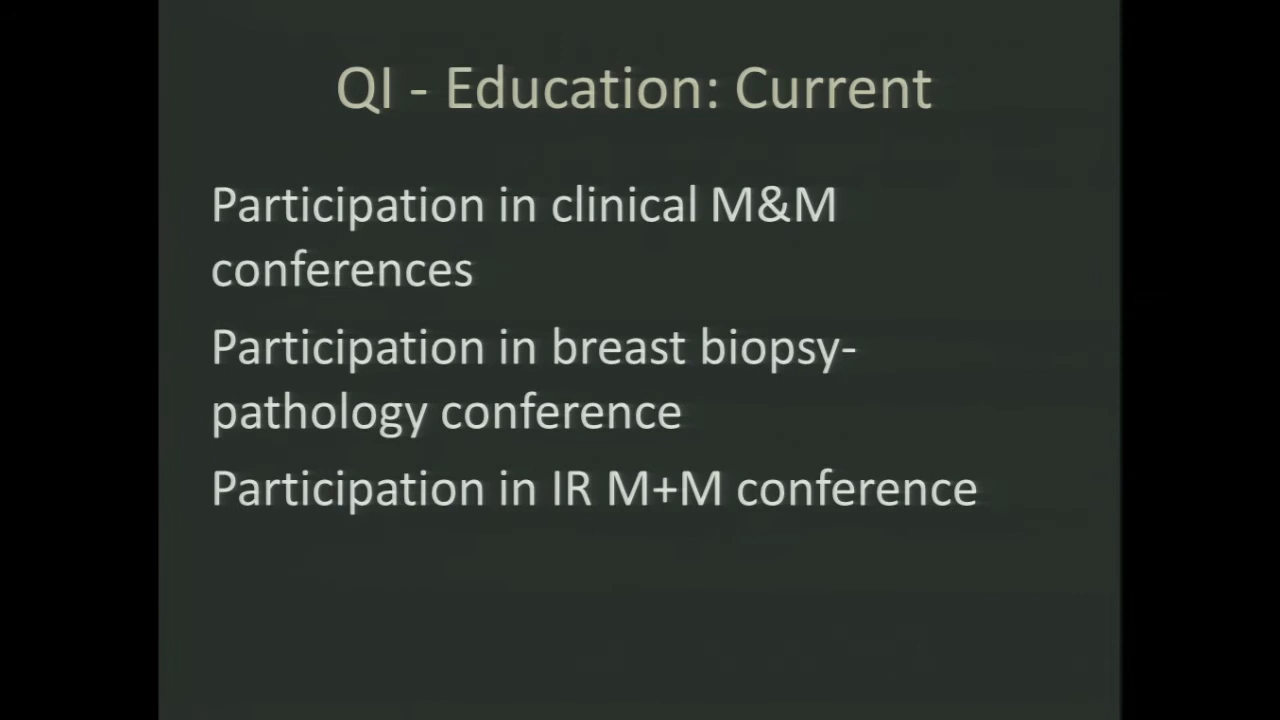 QI - Education: Current
Participation in clinical M&M
conferences
Participation in breast biopsy-
pathology conference
Participation in IR M+M conference